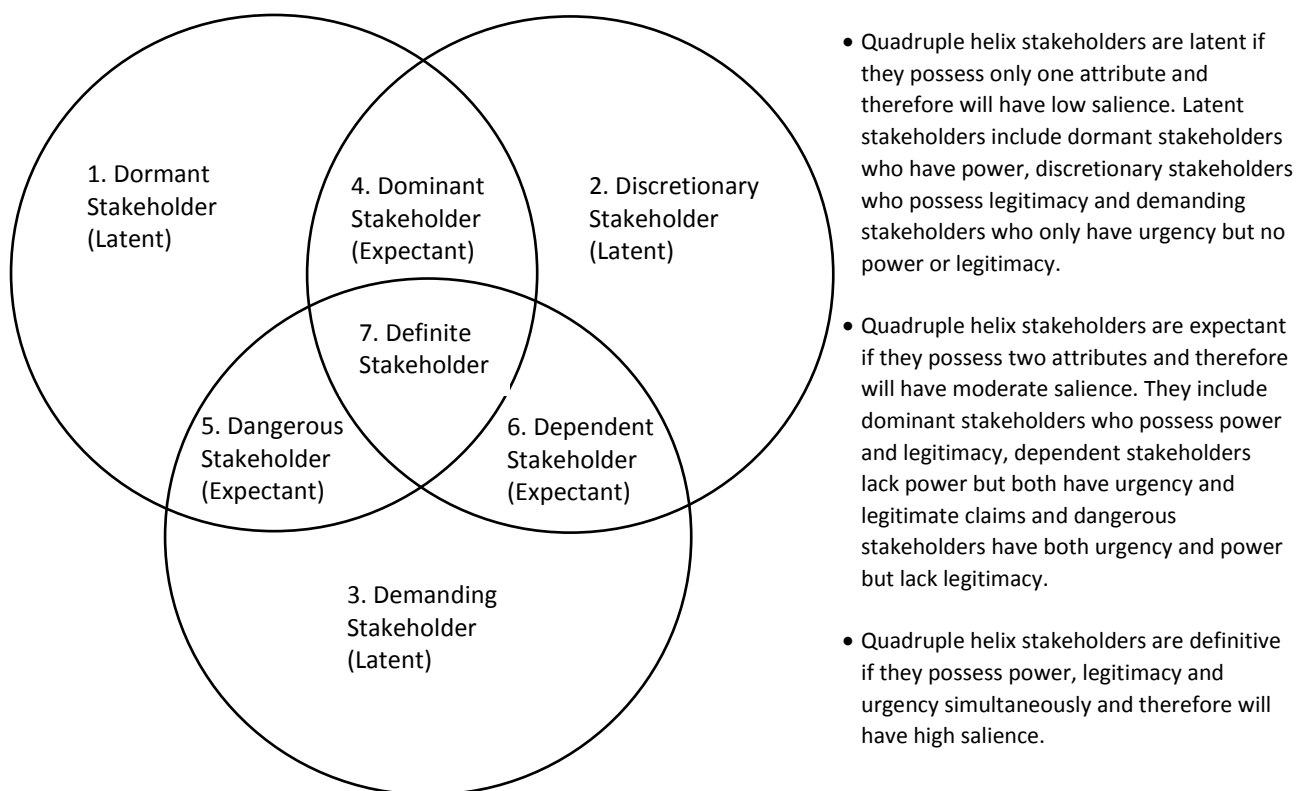 1. Dormant
Stakeholder
(Latent)
4. Dominant
Stakeholder
(Expectant)
2. Discretionary
Stakeholder
(Latent)
7. Definite
Stakeholder
5. Dangerous
Stakeholder
(Expectant)
6. Dependent
Stakeholder
(Expectant)
3. Demanding
Stakeholder
(Latent)
• Quadruple helix stakeholders are latent if
they possess only one attribute and
therefore will have low salience. Latent
stakeholders include dormant stakeholders
who have power, discretionary stakeholders
who possess legitimacy and demanding
stakeholders who only have urgency but no
power or legitimacy.
• Quadruple helix stakeholders are expectant
if they possess two attributes and therefore
will have moderate salience. They include
dominant stakeholders who possess power
and legitimacy, dependent stakeholders
lack power but both have urgency and
legitimate claims and dangerous
stakeholders have both urgency and power
but lack legitimacy.
• Quadruple helix stakeholders are definitive
if they possess power, legitimacy and
urgency simultaneously and therefore will
have high salience.